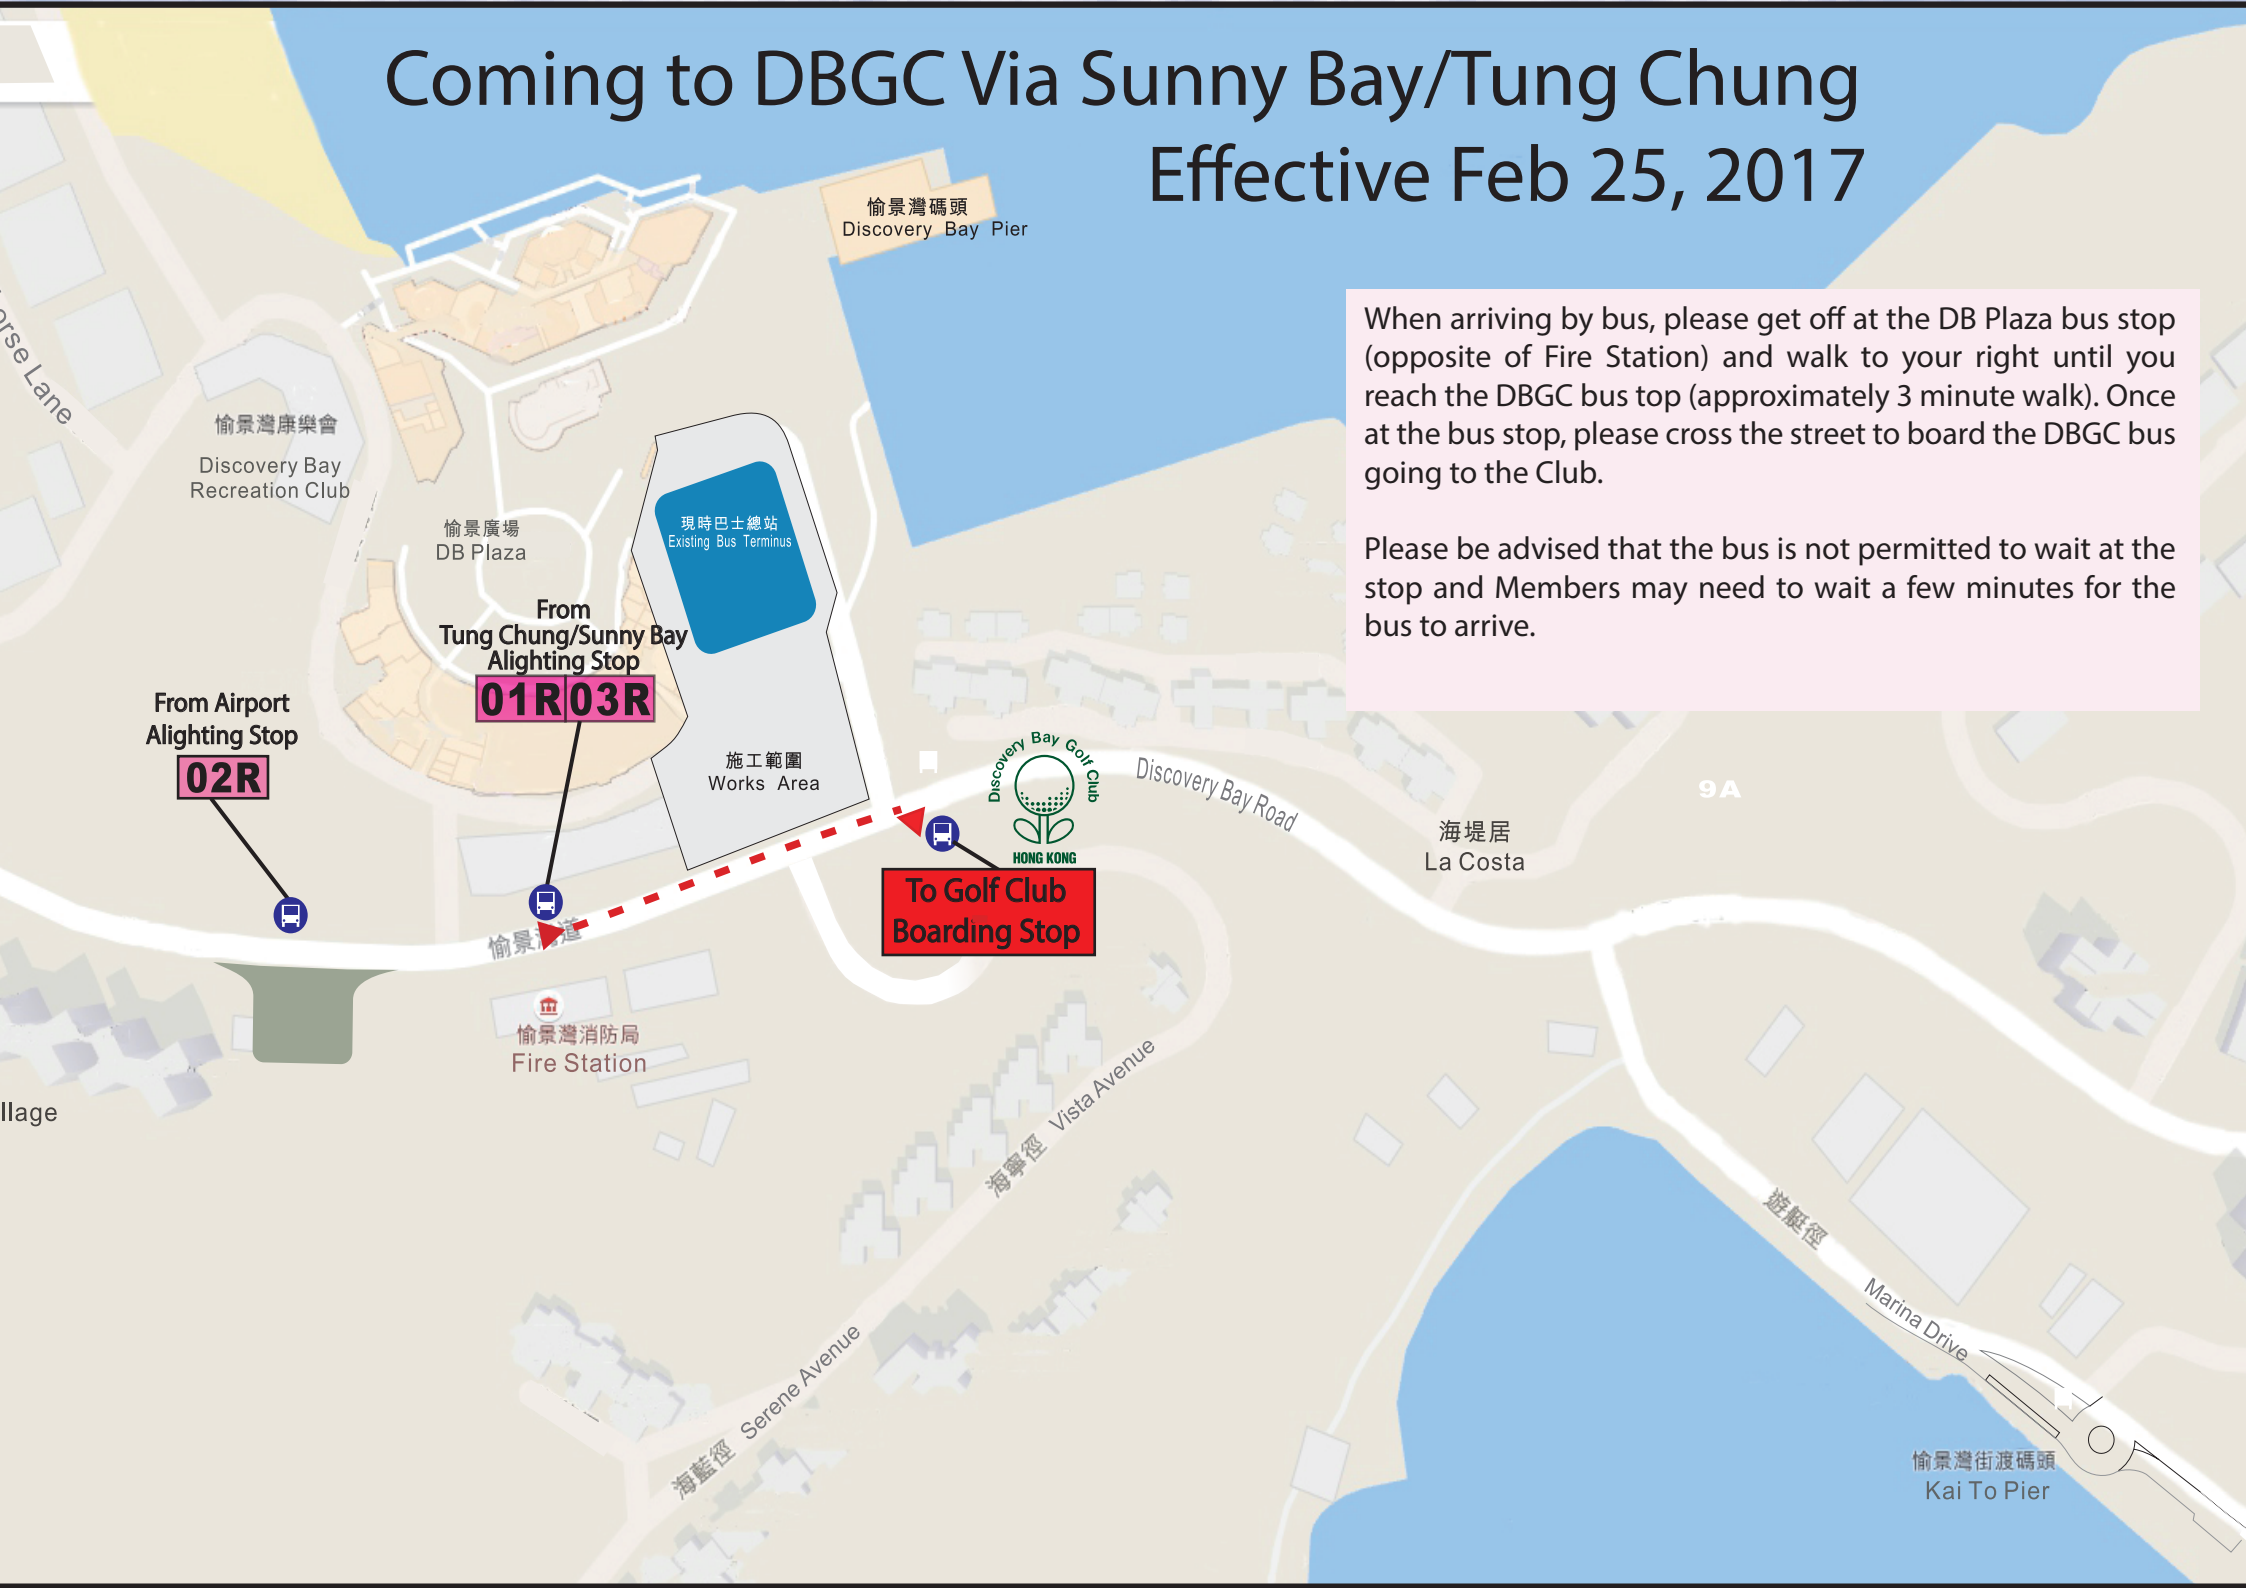 Coming to DBGC Via Sunny Bay/Tung Chung
Effective Feb 25, 2017
愉景灣碼頭
Discovery Bay Pier
When arriving by bus, please get off at the DB Plaza bus stop
(opposite of Fire Station) and walk to your right until you
reach the DBGC bus top (approximately 3 minute walk). Once
at the bus stop, please cross the street to board the DBGC bus
going to the Club.
Please be advised that the bus is not permitted to wait at the
stop and Members may need to wait a few minutes for the
bus to arrive.
orse Lane
愉景灣康樂會
Discovery Bay
Recreation Club
愉景廣場
DB Plaza
現時巴士總站
Existing Bus Terminus
From
Tung Chung/Sunny Bay
Alighting Stop
01R 03R
From Airport
Alighting Stop
02R
施工範圍
Works Area
Discovery Bay Golf Club
HONG KONG
Discovery Bay Road
9A
海堤居
La Costa
To Golf Club
Boarding Stop
愉景灣道
愉景灣消防局
Fire Station
llage
海寧徑 Vista Avenue
海藍徑 Serene Avenue
遊艇徑
Marina Drive
愉景灣街渡碼頭
Kai To Pier